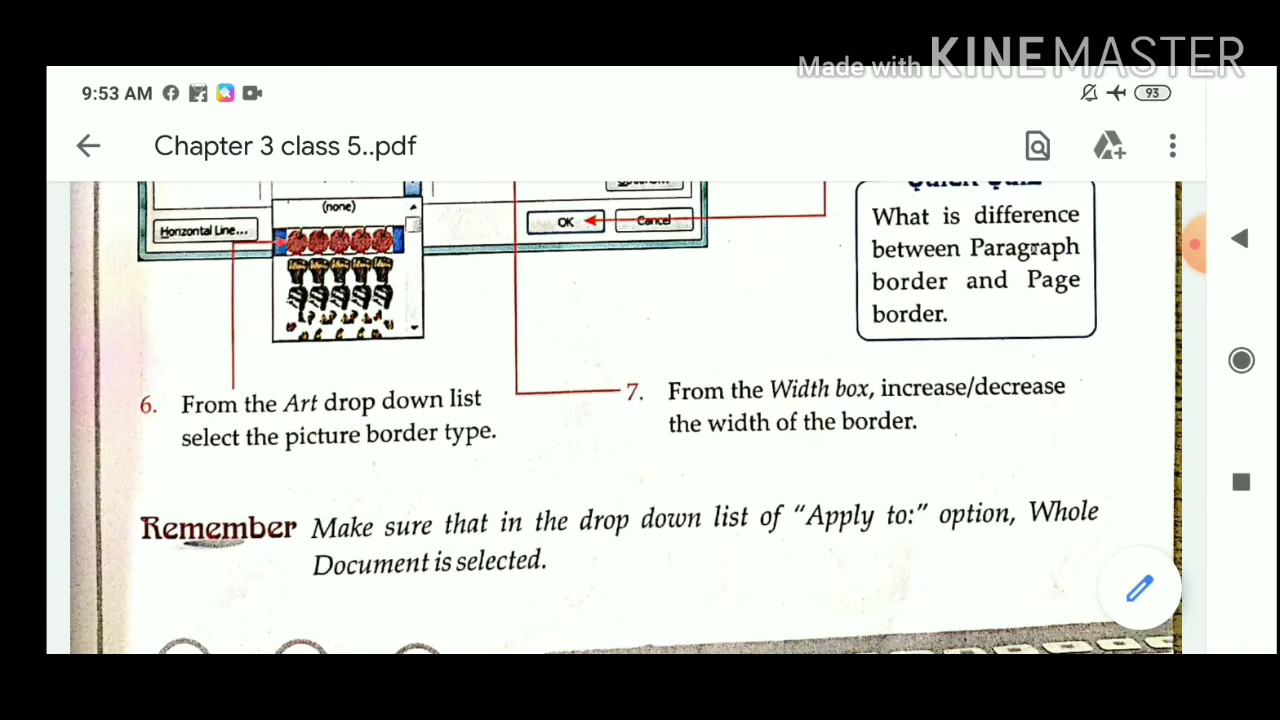 Made with KINEMASTER
9:53 AM
93
Chapter 3 class 5..pdf
(none)
Horizontal Line...
OK
Cancel
Quick Quiz
What is difference
between Paragraph
border and Page
border.
6. From the Art drop down list
select the picture border type.
7. From the Width box, increase/decrease
the width of the border.
Remember Make sure that in the drop down list of “Apply to:” option, Whole
Document is selected.